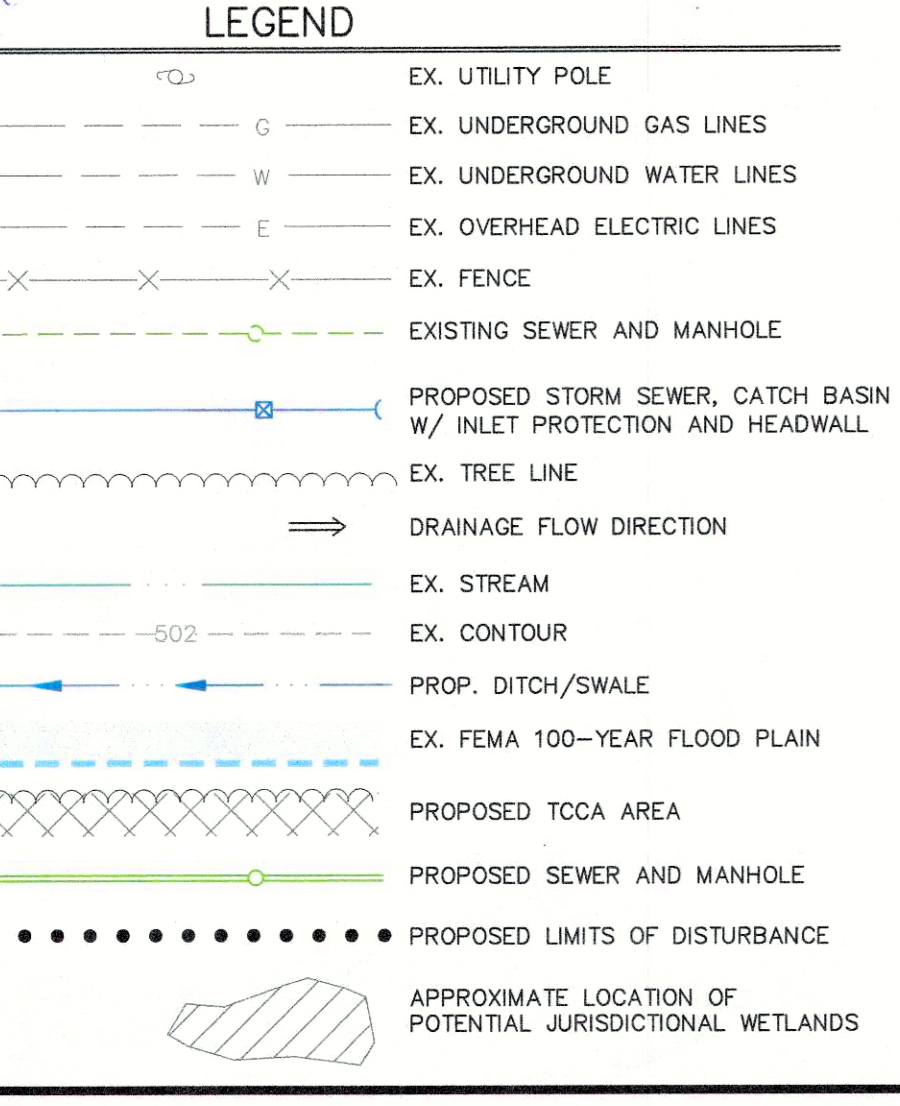 LEGEND
EX. UTILITY POLE
G EX. UNDERGROUND GAS LINES
W EX. UNDERGROUND WATER LINES
E EX. OVERHEAD ELECTRIC LINES
EX. FENCE
EXISTING SEWER AND MANHOLE
PROPOSED STORM SEWER, CATCH BASIN
W/ INLET PROTECTION AND HEADWALL
EX. TREE LINE
DRAINAGE FLOW DIRECTION
EX. STREAM
502 EX. CONTOUR
PROP. DITCH/SWALE
EX. FEMA 100-YEAR FLOOD PLAIN
PROPOSED TCCA AREA
PROPOSED SEWER AND MANHOLE
PROPOSED LIMITS OF DISTURBANCE
APPROXIMATE LOCATION OF
POTENTIAL JURISDICTIONAL WETLANDS